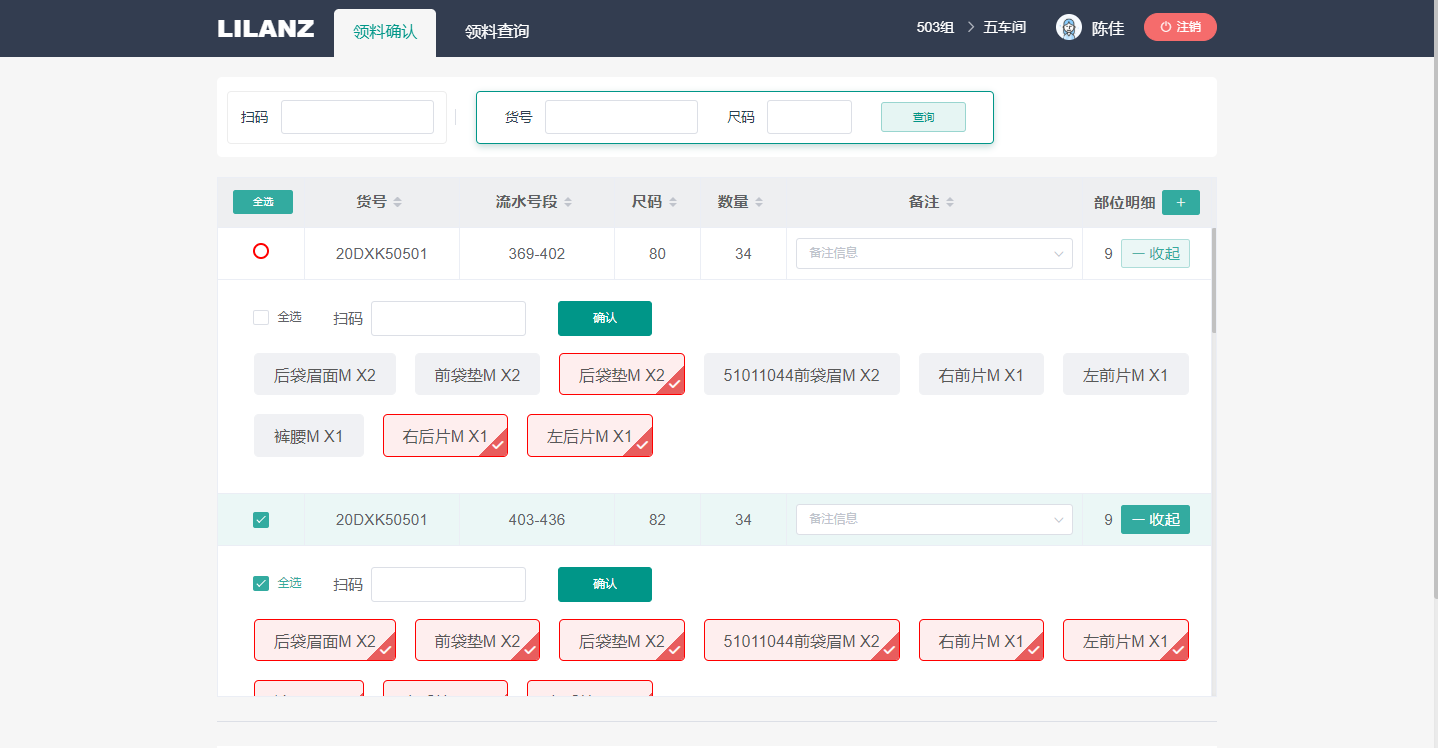 LILANZ 领料确认 领料查询 503组 五车间 陈佳 注销
扫码 货号 尺码 查询
全选 货号 流水号段 尺码 数量 备注 部位明细 +
20DXK50501 369-402 80 34 备注信息 9 一 收起
全选 扫码 确认
后袋眉面M X2 前袋垫M X2 后袋垫M X2 51011044前袋眉M X2 右前片M X1 左前片M X1
裤腰M X1 右后片M X1 左后片M X1
20DXK50501 403-436 82 34 备注信息 9 一 收起
全选 扫码 确认
后袋眉面M X2 前袋垫M X2 后袋垫M X2 51011044前袋眉M X2 右前片M X1 左前片M X1